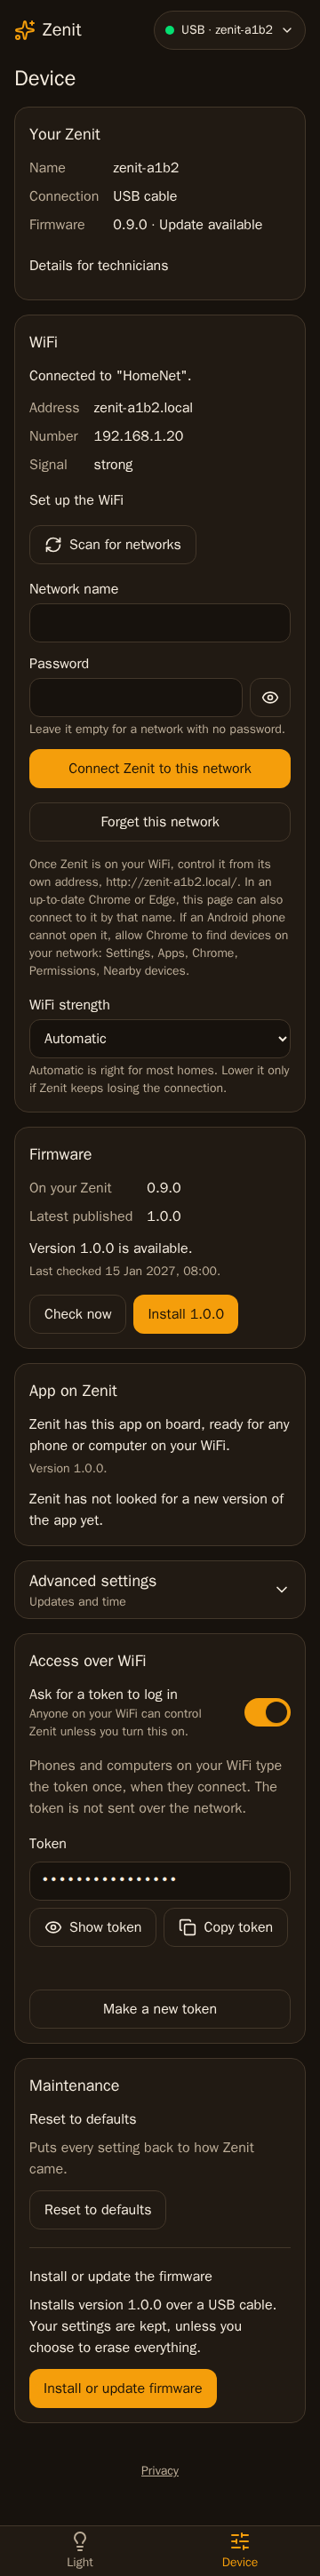 Zenit
USB · zenit-a1b2
Device
Your Zenit
Name zenit-a1b2
Connection USB cable
Firmware 0.9.0 · Update available
Details for technicians
WiFi
Connected to "HomeNet".
Address zenit-a1b2.local
Number 192.168.1.20
Signal strong
Set up the WiFi
Scan for networks
Network name
Password
Leave it empty for a network with no password.
Connect Zenit to this network
Forget this network
Once Zenit is on your WiFi, control it from its
own address, http://zenit-a1b2.local/. In an
up-to-date Chrome or Edge, this page can also
connect to it by that name. If an Android phone
cannot open it, allow Chrome to find devices on
your network: Settings, Apps, Chrome,
Permissions, Nearby devices.
WiFi strength
Automatic
Automatic is right for most homes. Lower it only
if Zenit keeps losing the connection.
Firmware
On your Zenit 0.9.0
Latest published 1.0.0
Version 1.0.0 is available.
Last checked 15 Jan 2027, 08:00.
Check now
Install 1.0.0
App on Zenit
Zenit has this app on board, ready for any
phone or computer on your WiFi.
Version 1.0.0.
Zenit has not looked for a new version of
the app yet.
Advanced settings
Updates and time
Access over WiFi
Ask for a token to log in
Anyone on your WiFi can control
Zenit unless you turn this on.
Phones and computers on your WiFi type
the token once, when they connect. The
token is not sent over the network.
Token
••••••••••••••••
Show token
Copy token
Make a new token
Maintenance
Reset to defaults
Puts every setting back to how Zenit
came.
Reset to defaults
Install or update the firmware
Installs version 1.0.0 over a USB cable.
Your settings are kept, unless you
choose to erase everything.
Install or update firmware
Privacy
Light
Device